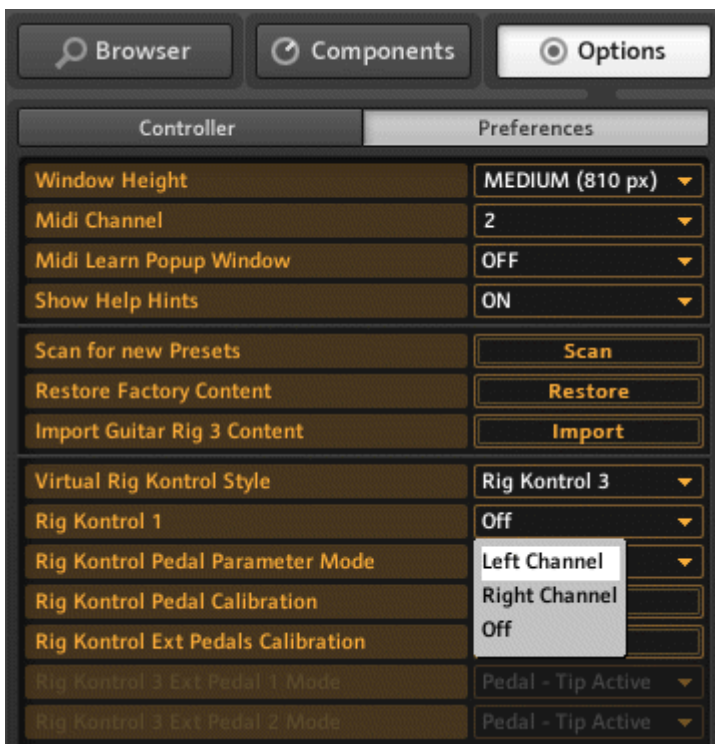 Browser Components Options
Controller Preferences
Window Height MEDIUM (810 px)
Midi Channel 2
Midi Learn Popup Window OFF
Show Help Hints ON
Scan for new Presets Scan
Restore Factory Content Restore
Import Guitar Rig 3 Content Import
Virtual Rig Kontrol Style Rig Kontrol 3
Rig Kontrol 1 Off
Rig Kontrol Pedal Parameter Mode Left Channel
Rig Kontrol Pedal Calibration Right Channel
Rig Kontrol Ext Pedals Calibration Off
Rig Kontrol 3 Ext Pedal 1 Mode Pedal - Tip Active
Rig Kontrol 3 Ext Pedal 2 Mode Pedal - Tip Active